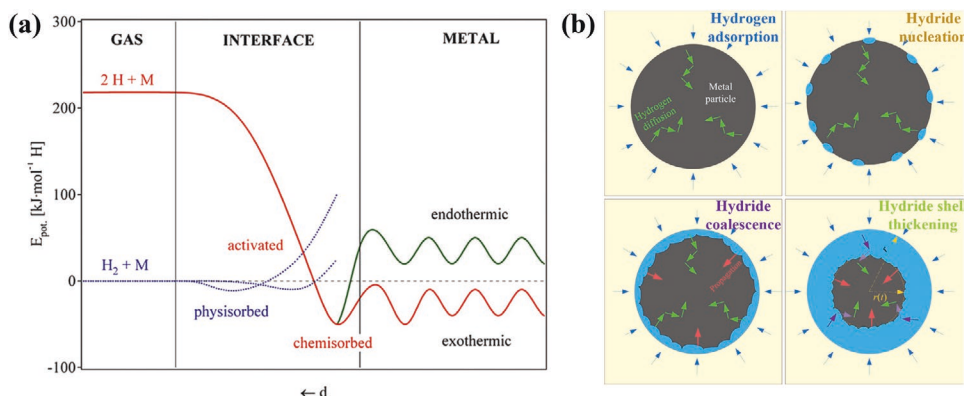 (a)
300
200
100
0
-100
E_pot. [kJ·mol⁻¹ H]
GAS
INTERFACE
METAL
2 H + M
H₂ + M
activated
physisorbed
chemisorbed
endothermic
exothermic
← d
(b)
Hydrogen
adsorption
Metal
particle
Hydrogen
diffusion
Hydride
nucleation
Hydride
coalescence
Propagation
Hydride shell
thickening
r(t)